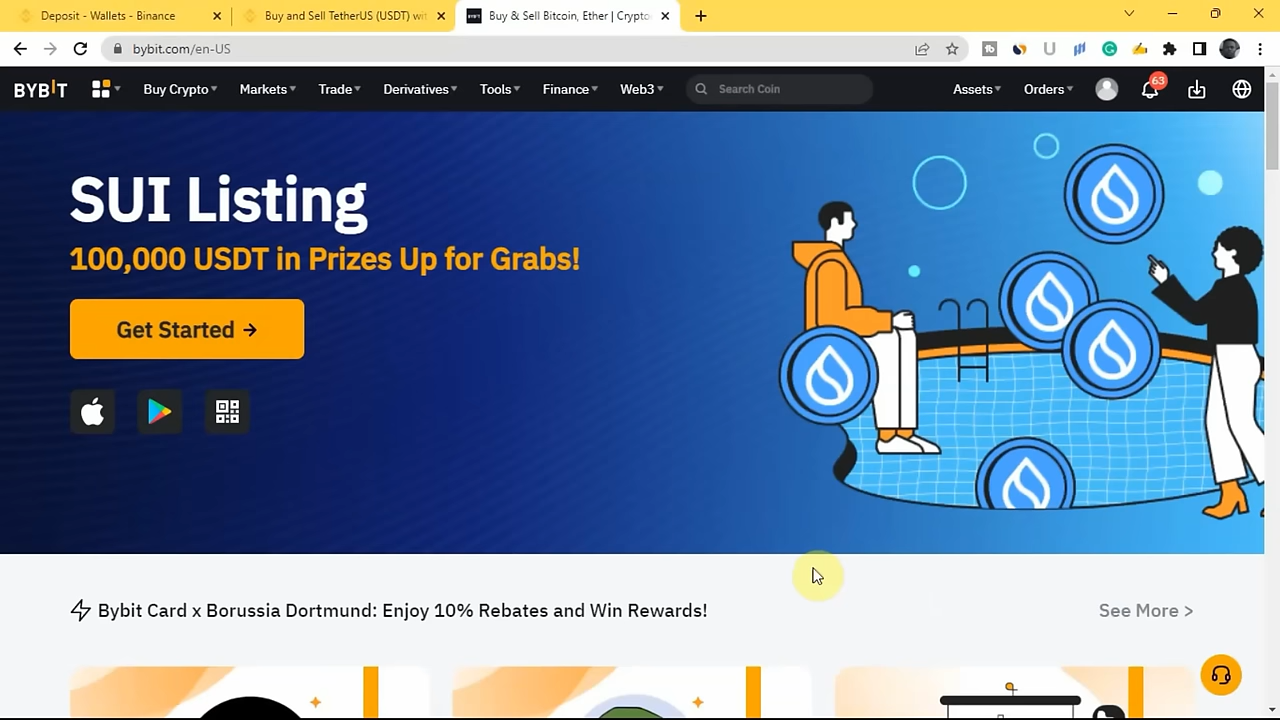 Deposit - Wallets - Binance
Buy and Sell TetherUS (USDT) wit
Buy & Sell Bitcoin, Ether | Crypto
bybit.com/en-US
BYBIT
Buy Crypto
Markets
Trade
Derivatives
Tools
Finance
Web3
Search Coin
Assets
Orders
63
SUI Listing
100,000 USDT in Prizes Up for Grabs!
Get Started →
Bybit Card x Borussia Dortmund: Enjoy 10% Rebates and Win Rewards!
See More >